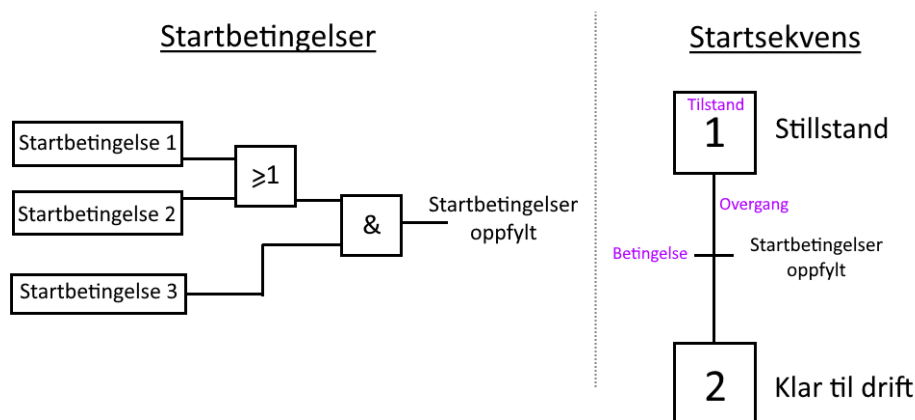 Startbetingelser
Startbetingelse 1
Startbetingelse 2
Startbetingelse 3
⩾1
&
Startbetingelser
oppfylt
Startsekvens
Tilstand
1
Stillstand
Overgang
Betingelse
Startbetingelser
oppfylt
2
Klar til drift